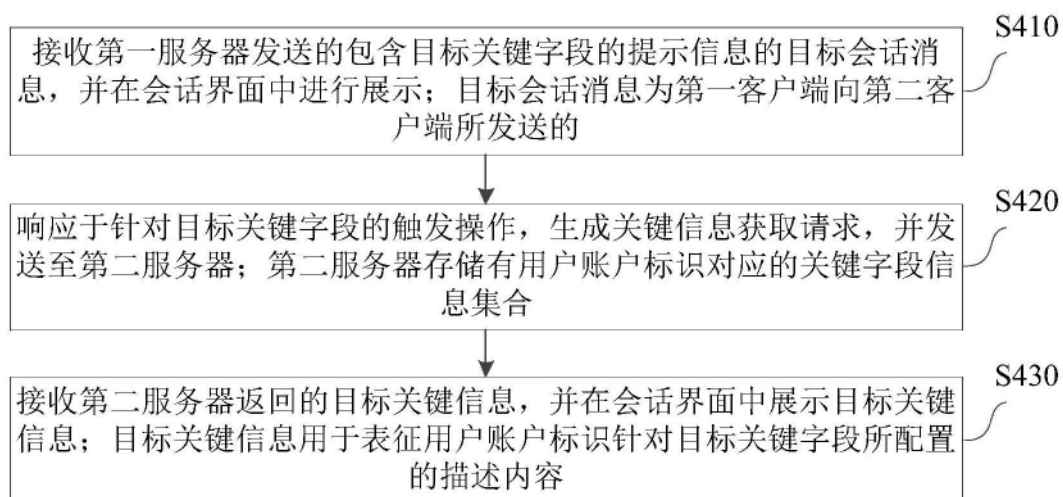 S410
接收第一服务器发送的包含目标关键字段的提示信息的目标会话消
息，并在会话界面中进行展示；目标会话消息为第一客户端向第二客
户端所发送的
S420
响应于针对目标关键字段的触发操作，生成关键信息获取请求，并发
送至第二服务器；第二服务器存储有用户账户标识对应的关键字段信
息集合
S430
接收第二服务器返回的目标关键信息，并在会话界面中展示目标关键
信息；目标关键信息用于表征用户账户标识针对目标关键字段所配置
的描述内容